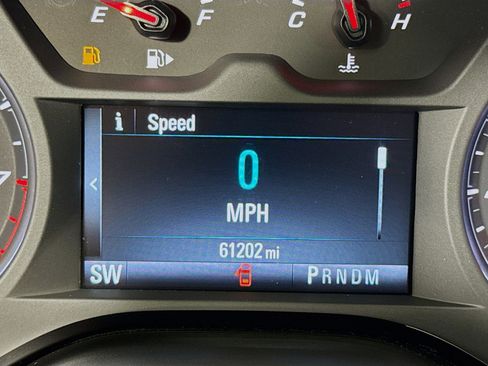 E F C H
i Speed
0
MPH
61202 mi
SW PRNDM